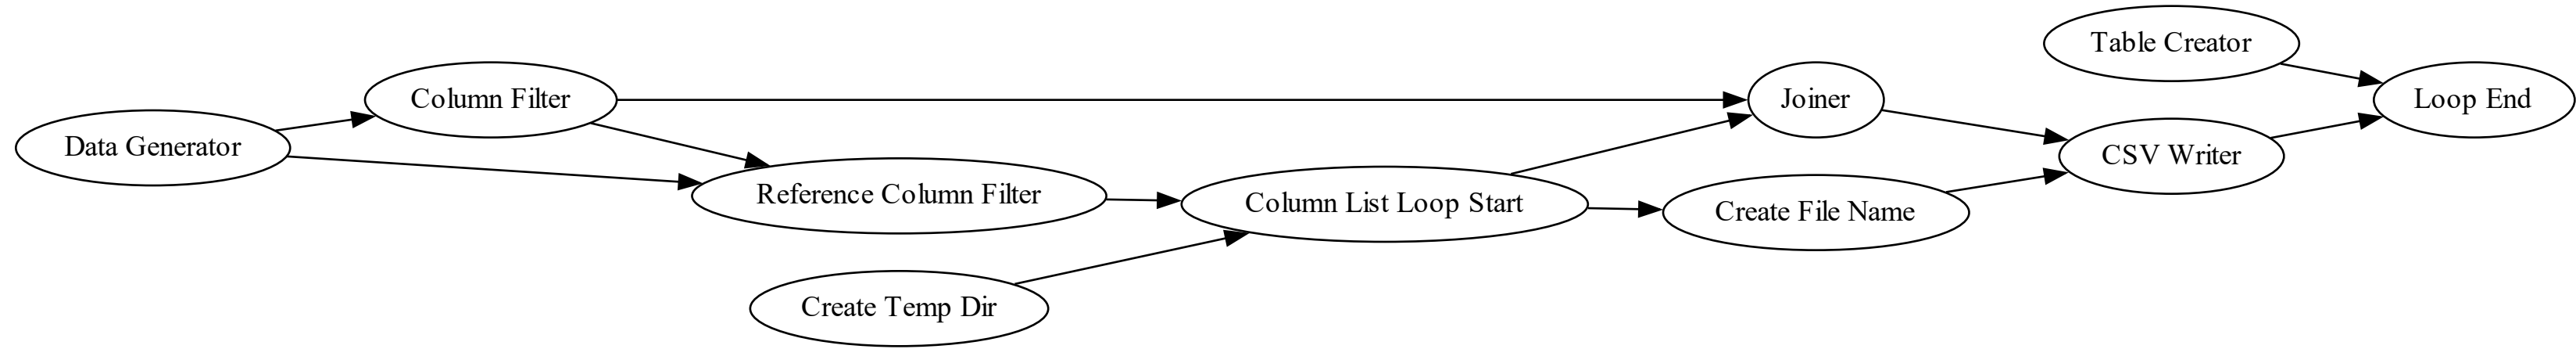 Table Creator
Column Filter
Joiner
Loop End
Data Generator
CSV Writer
Reference Column Filter
Column List Loop Start
Create File Name
Create Temp Dir